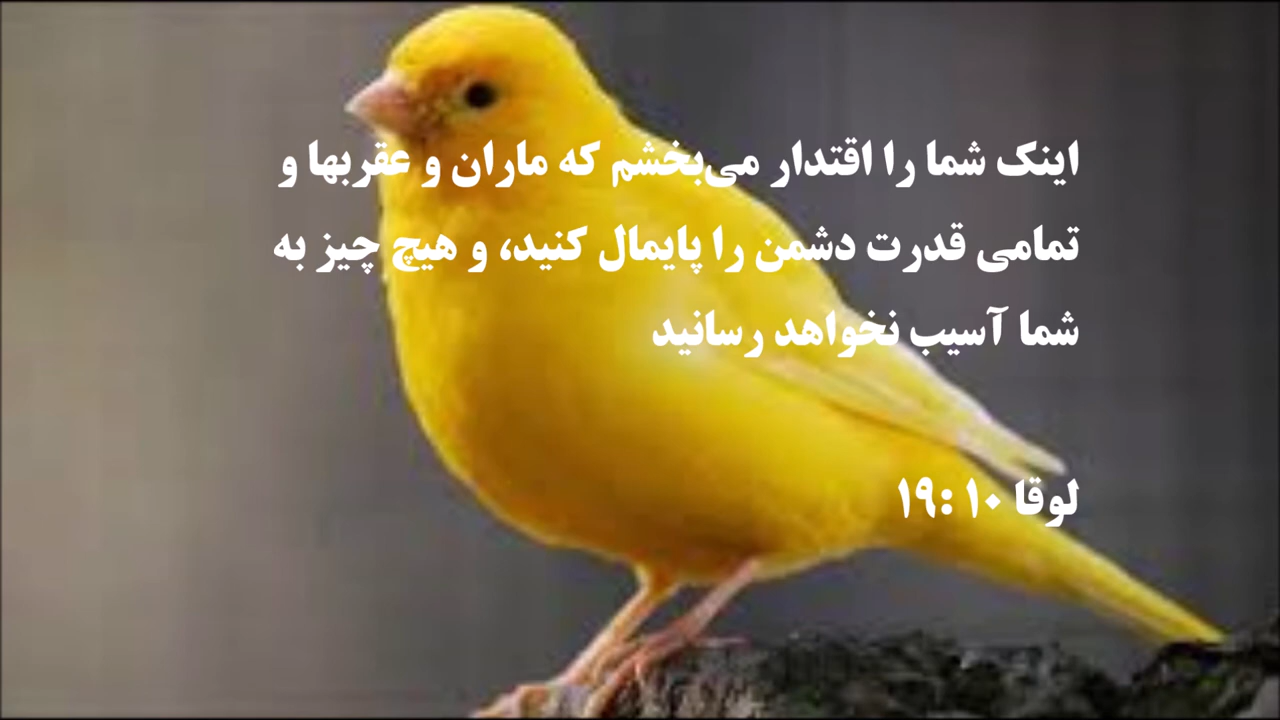 اینک شما را اقتدار می‌بخشم که ماران و عقربها و
تمامی قدرت دشمن را پایمال کنید، و هیچ چیز به
شما آسیب نخواهد رسانید
لوقا ۱۰ :۱۹